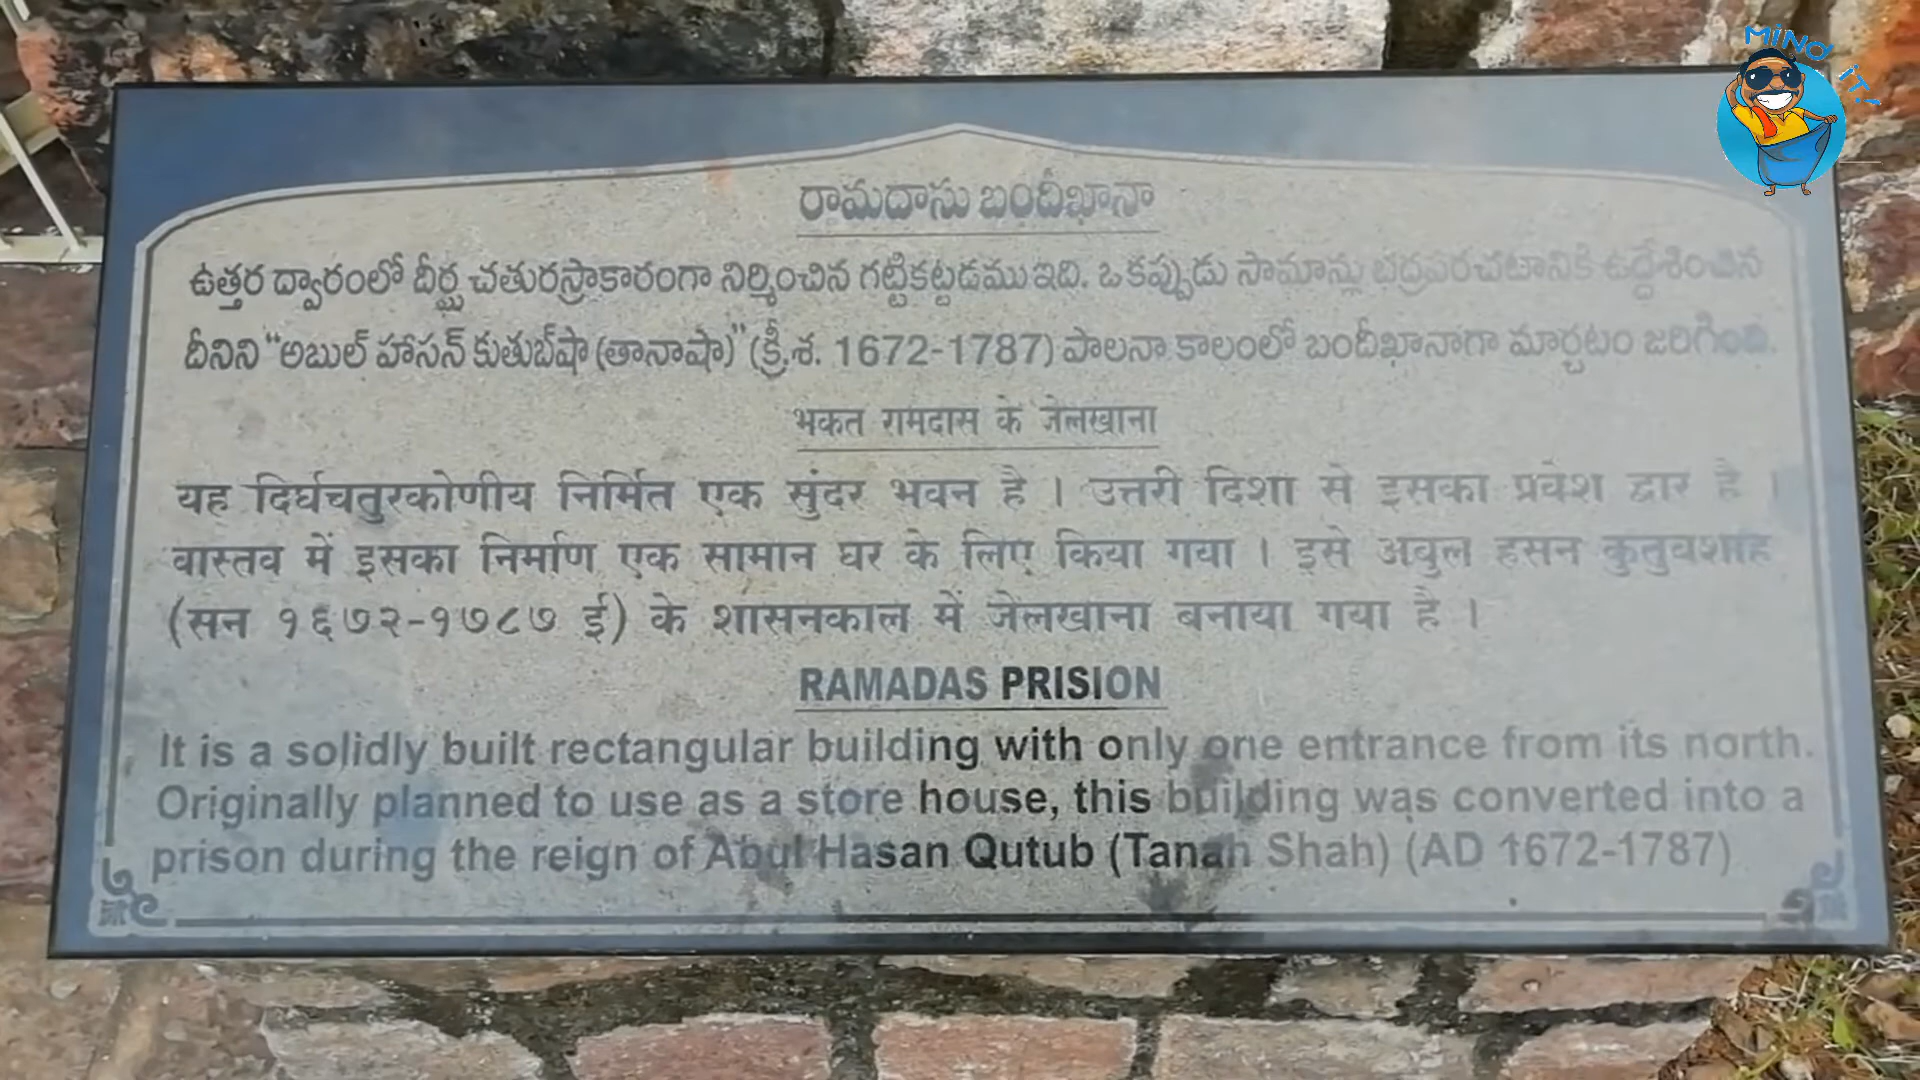 MIND IT!
రామదాసు బందీఖానా
ఉత్తర ద్వారంలో దీర్ఘ చతురస్రాకారంగా నిర్మించిన గట్టికట్టడము ఇది. ఒకప్పుడు సామాన్లు భద్రపరచటానికి ఉద్దేశించిన
దీనిని "అబుల్ హాసన్ కుతుబ్‌షా (తానాషా)" (క్రీ.శ. 1672-1787) పాలనా కాలంలో బందీఖానాగా మార్చటం జరిగింది.
भकत रामदास के जेलखाना
यह दिर्घचतुरकोणीय निर्मित एक सुंदर भवन है । उत्तरी दिशा से इसका प्रवेश द्वार है ।
वास्तव में इसका निर्माण एक सामान घर के लिए किया गया । इसे अबुल हसन कुतुबशाह
(सन १६७२-१७८७ ई) के शासनकाल में जेलखाना बनाया गया है ।
RAMADAS PRISION
It is a solidly built rectangular building with only one entrance from its north.
Originally planned to use as a store house, this building was converted into a
prison during the reign of Abul Hasan Qutub (Tanah Shah) (AD 1672-1787)